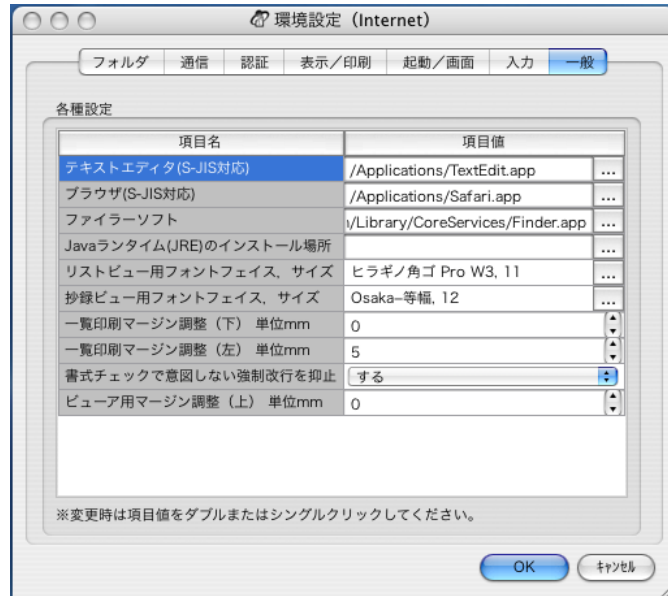 環境設定（Internet）
フォルダ 通信 認証 表示／印刷 起動／画面 入力 一般
各種設定
項目名 項目値
テキストエディタ(S-JIS対応) /Applications/TextEdit.app ...
ブラウザ(S-JIS対応) /Applications/Safari.app ...
ファイラーソフト /Library/CoreServices/Finder.app ...
Javaランタイム(JRE)のインストール場所 ...
リストビュー用フォントフェイス，サイズ ヒラギノ角ゴ Pro W3, 11 ...
抄録ビュー用フォントフェイス，サイズ Osaka−等幅, 12 ...
一覧印刷マージン調整（下） 単位mm 0
一覧印刷マージン調整（左） 単位mm 5
書式チェックで意図しない強制改行を抑止 する
ビューア用マージン調整（上） 単位mm 0
※変更時は項目値をダブルまたはシングルクリックしてください。
OK ｷｬﾝｾﾙ